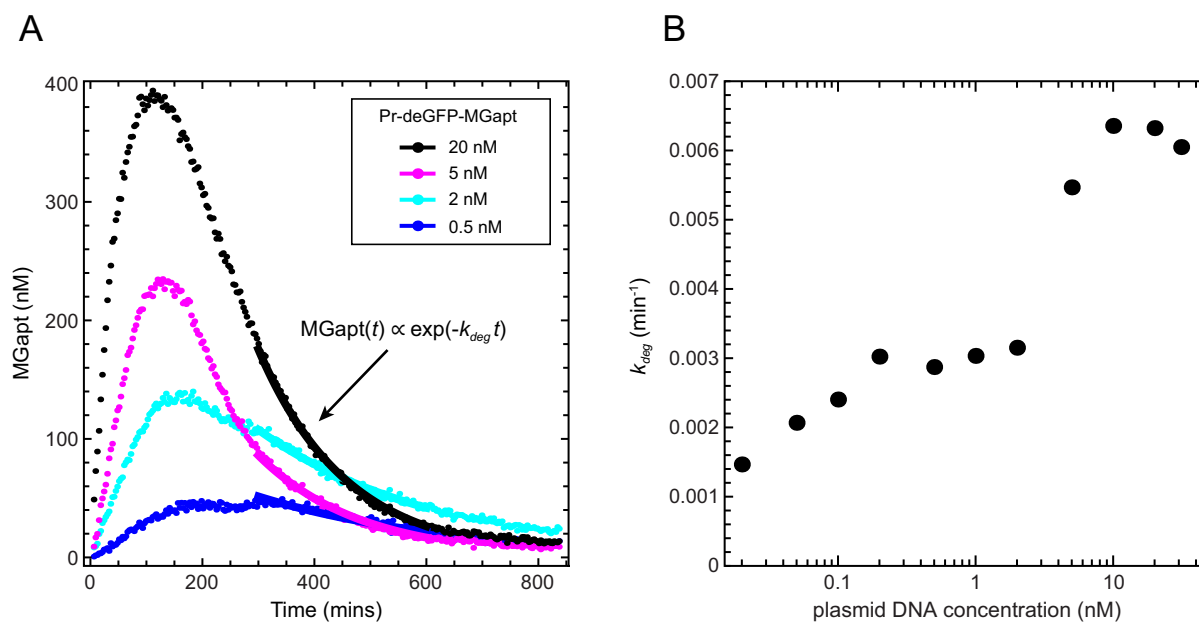 A
400
300
200
100
0
MGapt (nM)
0
200
400
600
800
Time (mins)
Pr-deGFP-MGapt
20 nM
5 nM
2 nM
0.5 nM
MGapt(t) ∝ exp(-k_deg t)
B
0.007
0.006
0.005
0.004
0.003
0.002
0.001
0
k_deg (min⁻¹)
0.1
1
10
plasmid DNA concentration (nM)